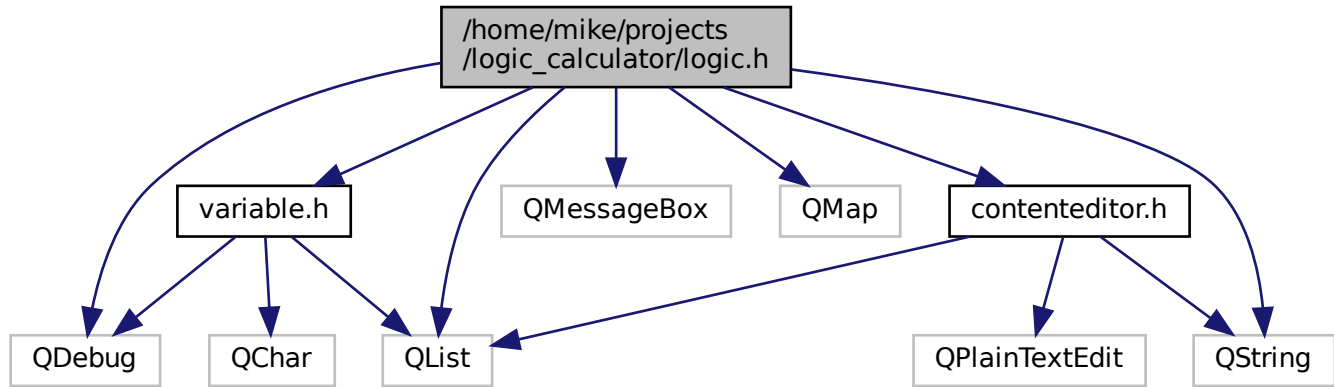 /home/mike/projects
/logic_calculator/logic.h
variable.h
QMessageBox
QMap
contenteditor.h
QDebug
QChar
QList
QPlainTextEdit
QString